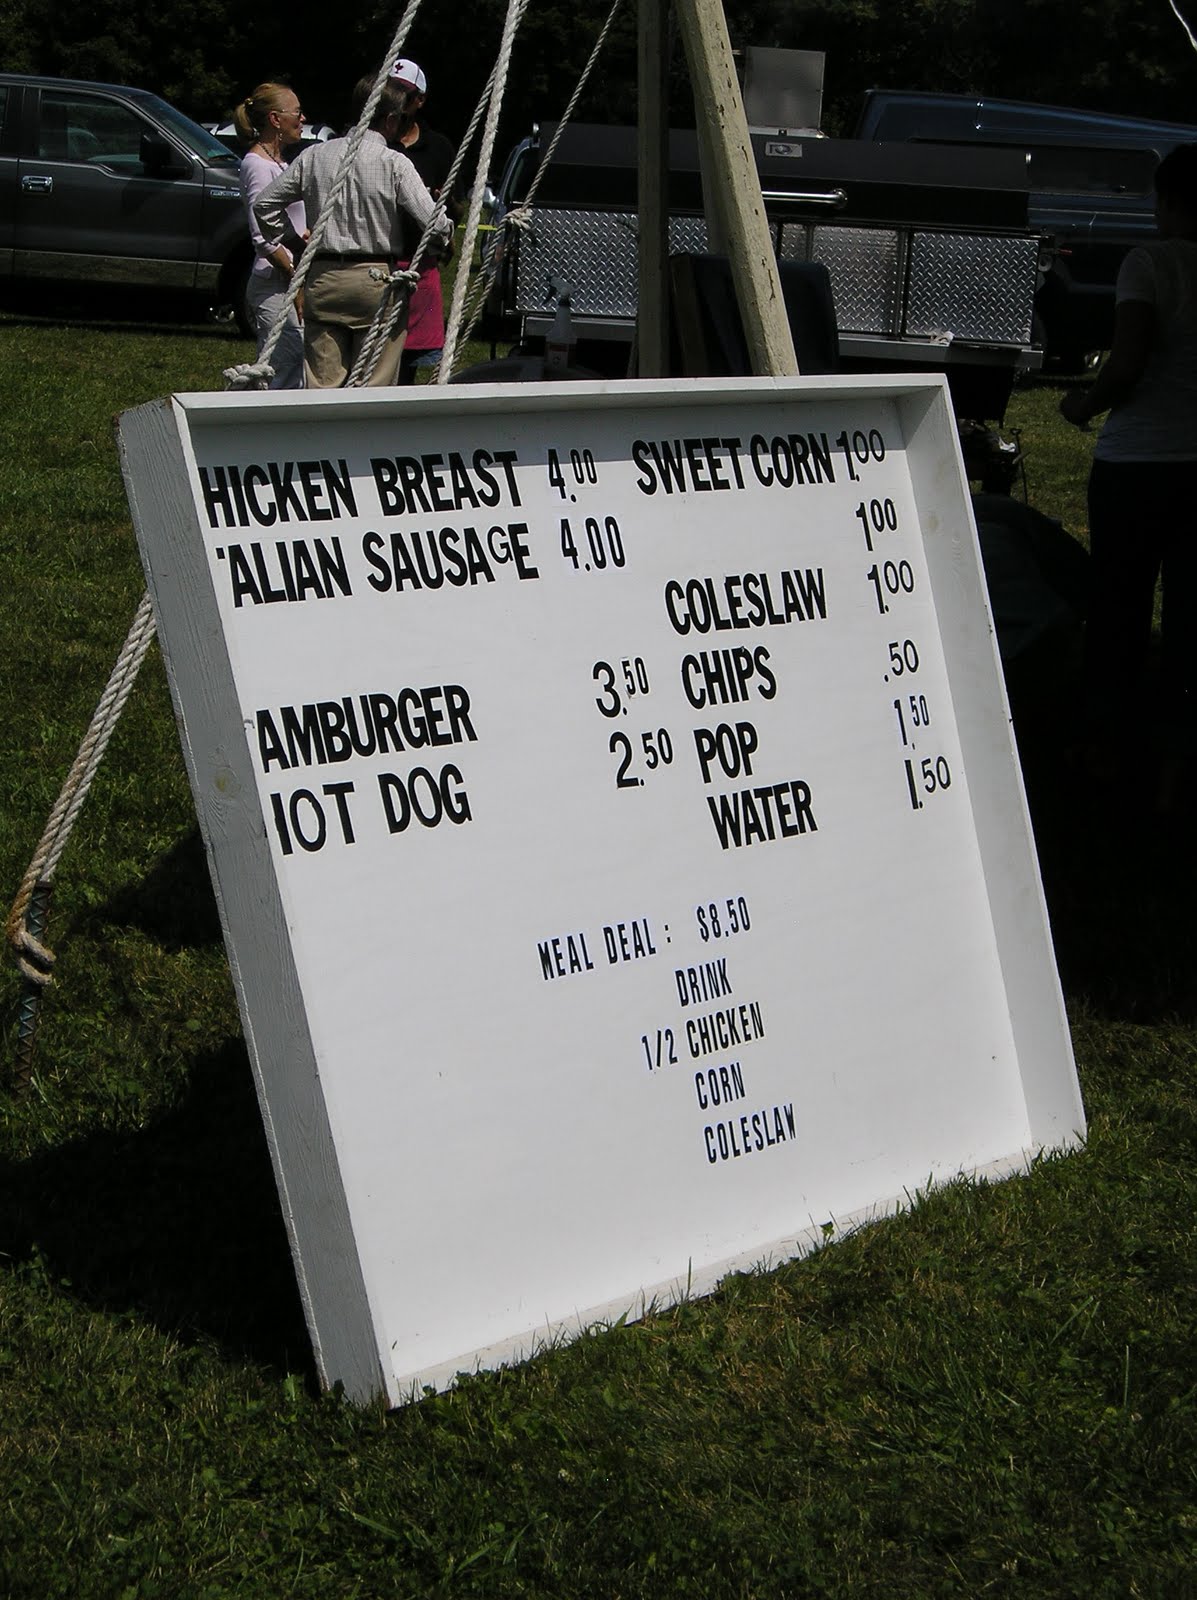 HICKEN BREAST 4.00 SWEET CORN 1.00
ALIAN SAUSAGE 4.00 1.00
COLESLAW 1.00
AMBURGER 3.50 CHIPS .50
HOT DOG 2.50 POP 1.50
WATER 1.50
MEAL DEAL : $8.50
DRINK
1/2 CHICKEN
CORN
COLESLAW